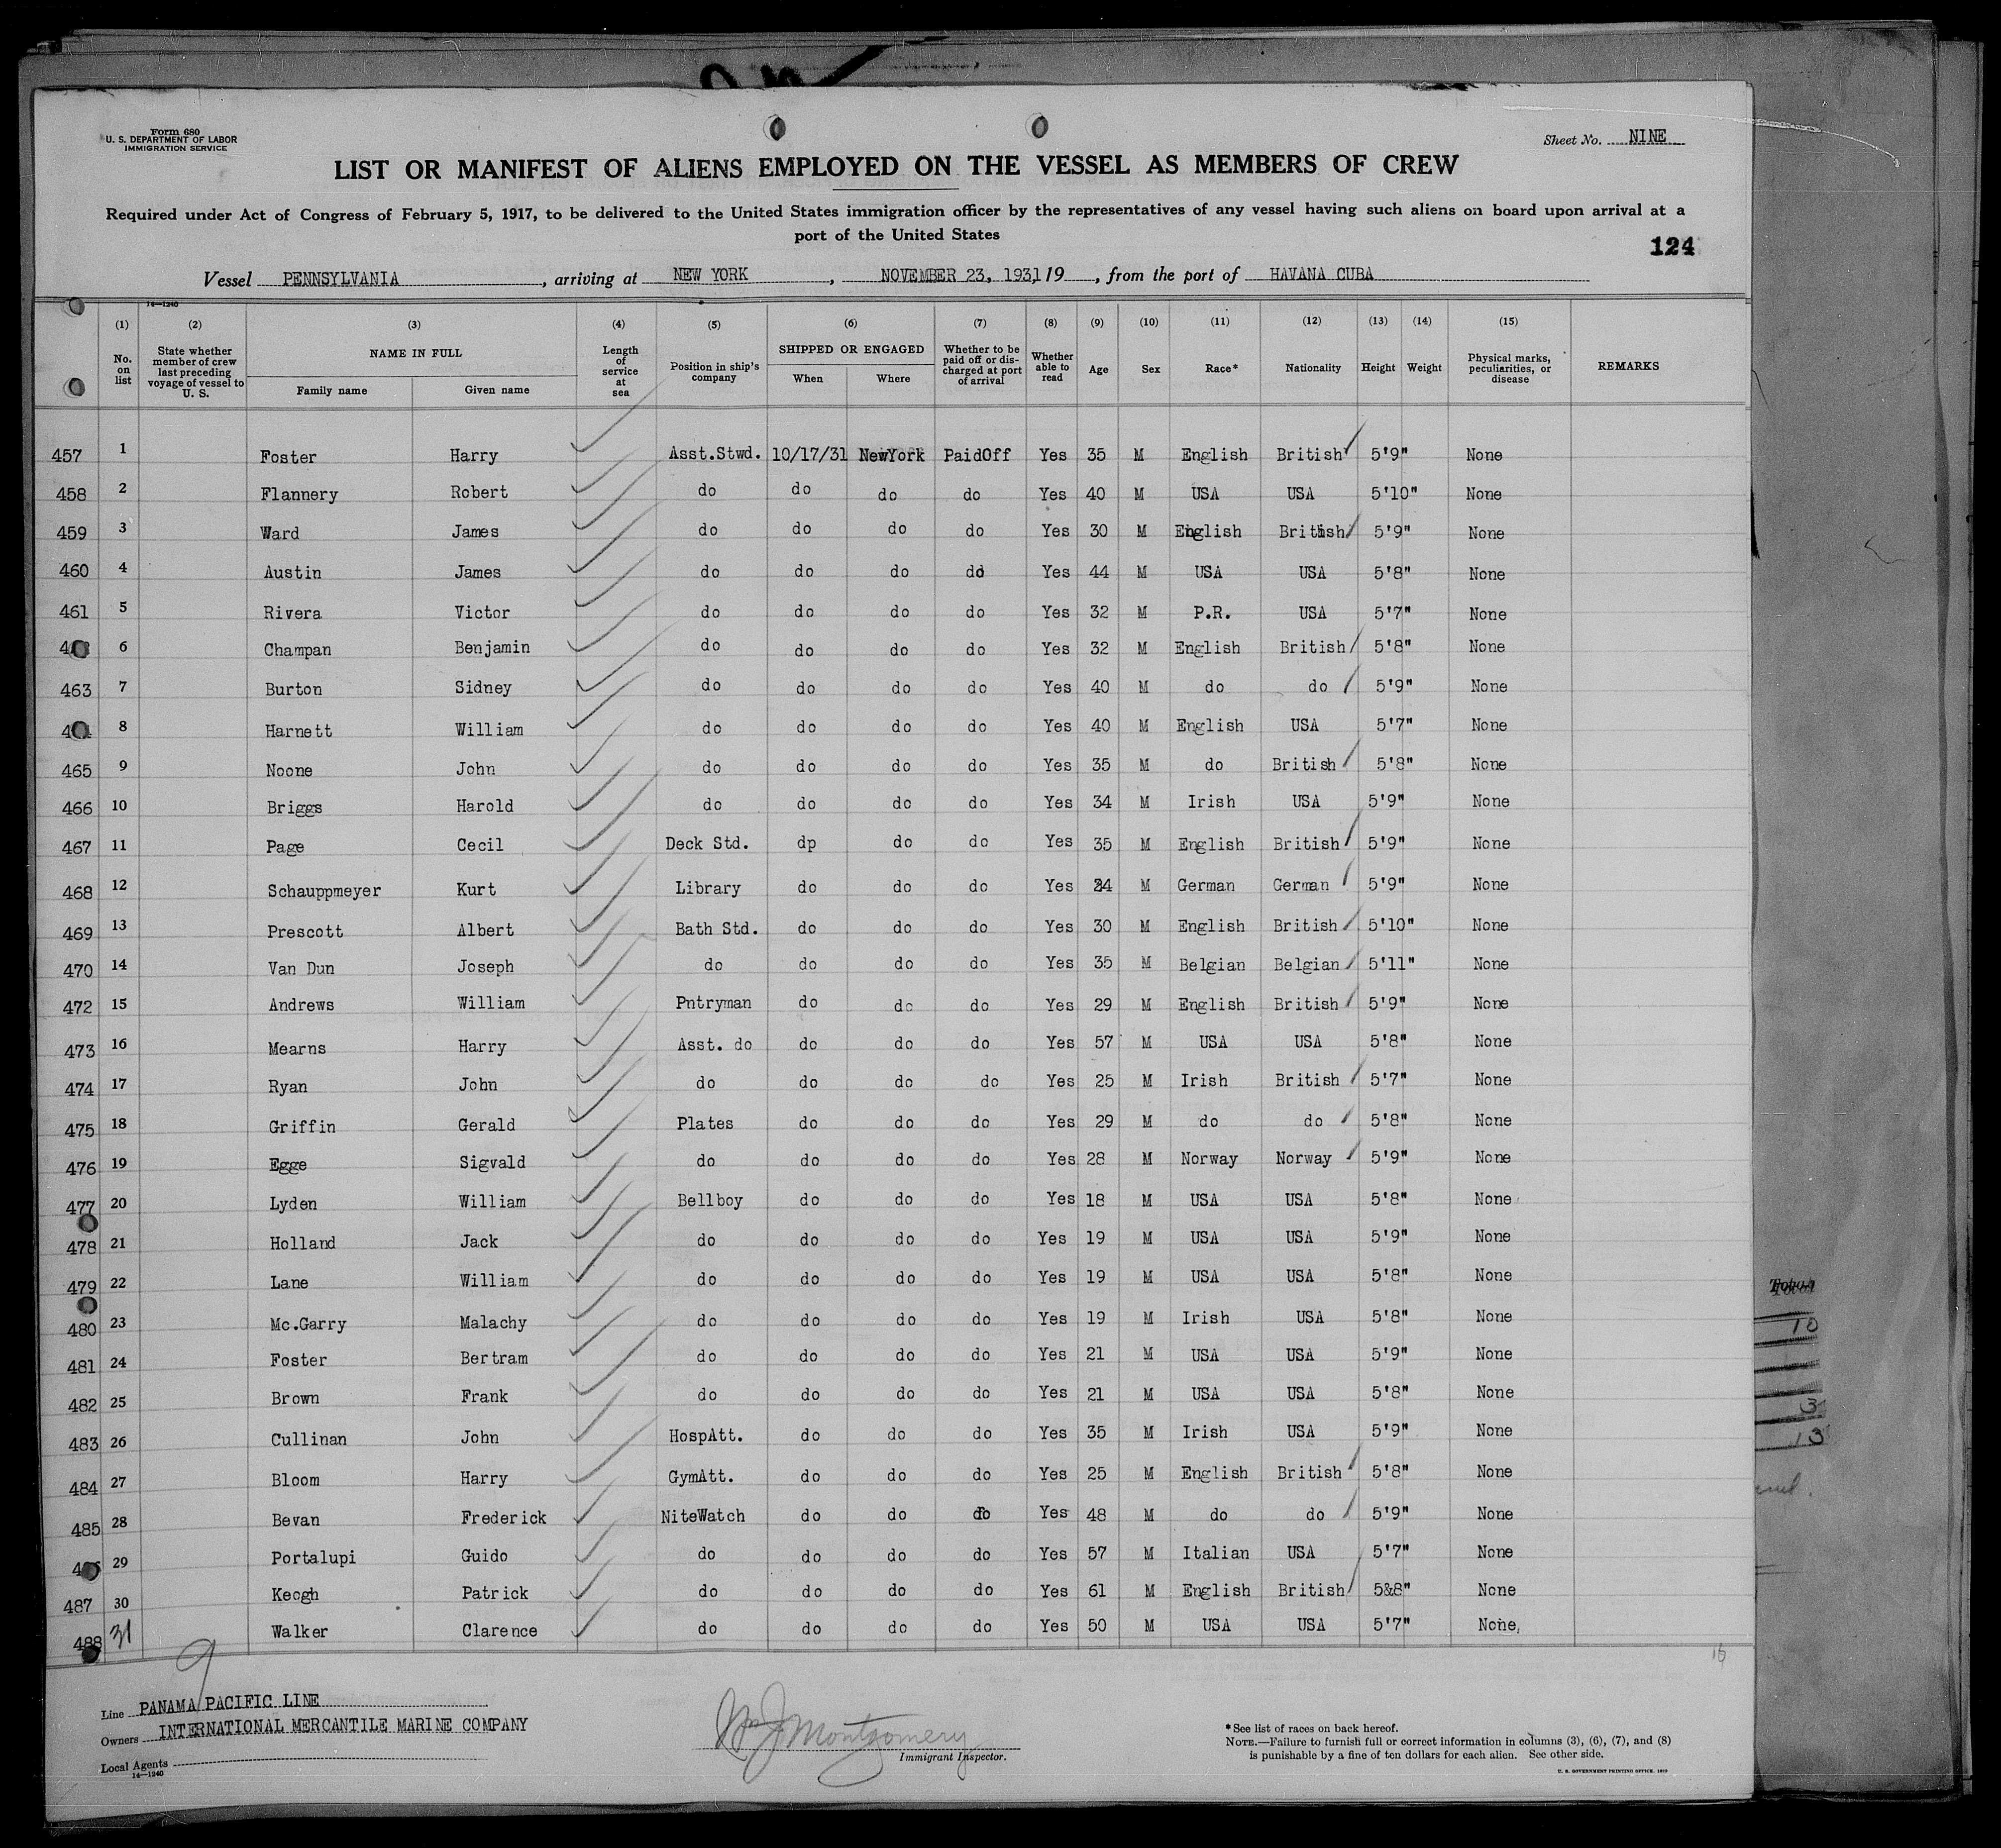 Form 680
U. S. DEPARTMENT OF LABOR
IMMIGRATION SERVICE
Sheet No. NINE
LIST OR MANIFEST OF ALIENS EMPLOYED ON THE VESSEL AS MEMBERS OF CREW
Required under Act of Congress of February 5, 1917, to be delivered to the United States immigration officer by the representatives of any vessel having such aliens on board upon arrival at a
port of the United States
124
Vessel PENNSYLVANIA, arriving at NEW YORK, NOVEMBER 23, 1931, 19, from the port of HAVANA CUBA
14—1240
(1) (2) (3) (4) (5) (6) (7) (8) (9) (10) (11) (12) (13) (14) (15)
No. on list State whether member of crew last preceding voyage of vessel to U. S. NAME IN FULL Family name Given name Length of service at sea Position in ship's company SHIPPED OR ENGAGED When Where Whether to be paid off or discharged at port of arrival Whether able to read Age Sex Race* Nationality Height Weight Physical marks, peculiarities, or disease REMARKS
457 1 Foster Harry Asst.Stwd. 10/17/31 NewYork PaidOff Yes 35 M English British 5'9" None
458 2 Flannery Robert do do do do Yes 40 M USA USA 5'10" None
459 3 Ward James do do do do Yes 30 M English British 5'9" None
460 4 Austin James do do do do Yes 44 M USA USA 5'8" None
461 5 Rivera Victor do do do do Yes 32 M P.R. USA 5'7" None
6 Champan Benjamin do do do do Yes 32 M English British 5'8" None
463 7 Burton Sidney do do do do Yes 40 M do do 5'9" None
8 Harnett William do do do do Yes 40 M English USA 5'7" None
465 9 Noone John do do do do Yes 35 M do British 5'8" None
466 10 Briggs Harold do do do do Yes 34 M Irish USA 5'9" None
467 11 Page Cecil Deck Std. dp do do Yes 35 M English British 5'9" None
468 12 Schauppmeyer Kurt Library do do do Yes M German German 5'9" None
469 13 Prescott Albert Bath Std. do do do Yes 30 M English British 5'10" None
470 14 Van Dun Joseph do do do do Yes 35 M Belgian Belgian 5'11" None
472 15 Andrews William Pntryman do do do Yes 29 M English British 5'9" None
473 16 Mearns Harry Asst. do do do do Yes 57 M USA USA 5'8" None
474 17 Ryan John do do do do Yes 25 M Irish British 5'7" None
475 18 Griffin Gerald Plates do do do Yes 29 M do do 5'8" None
476 19 Egge Sigvald do do do do Yes 28 M Norway Norway 5'9" None
477 20 Lyden William Bellboy do do do Yes 18 M USA USA 5'8" None
478 21 Holland Jack do do do do Yes 19 M USA USA 5'9" None
479 22 Lane William do do do do Yes 19 M USA USA 5'8" None
480 23 Mc.Garry Malachy do do do do Yes 19 M Irish USA 5'8" None
481 24 Foster Bertram do do do do Yes 21 M USA USA 5'9" None
482 25 Brown Frank do do do do Yes 21 M USA USA 5'8" None
483 26 Cullinan John HospAtt. do do do Yes 35 M Irish USA 5'9" None
484 27 Bloom Harry GymAtt. do do do Yes 25 M English British 5'8" None
485 28 Bevan Frederick NiteWatch do do do Yes 48 M do do 5'9" None
29 Portalupi Guido do do do do Yes 57 M Italian USA 5'7" None
487 30 Keogh Patrick do do do do Yes 61 M English British 5&8" None
488 31 Walker Clarence do do do do Yes 50 M USA USA 5'7" None
9
Line PANAMA PACIFIC LINE
Owners INTERNATIONAL MERCANTILE MARINE COMPANY
Local Agents
14—1240
Wm J Montgomery
Immigrant Inspector.
*See list of races on back hereof.
NOTE.—Failure to furnish full or correct information in columns (3), (6), (7), and (8)
is punishable by a fine of ten dollars for each alien. See other side.
U. S. GOVERNMENT PRINTING OFFICE
10
3
13